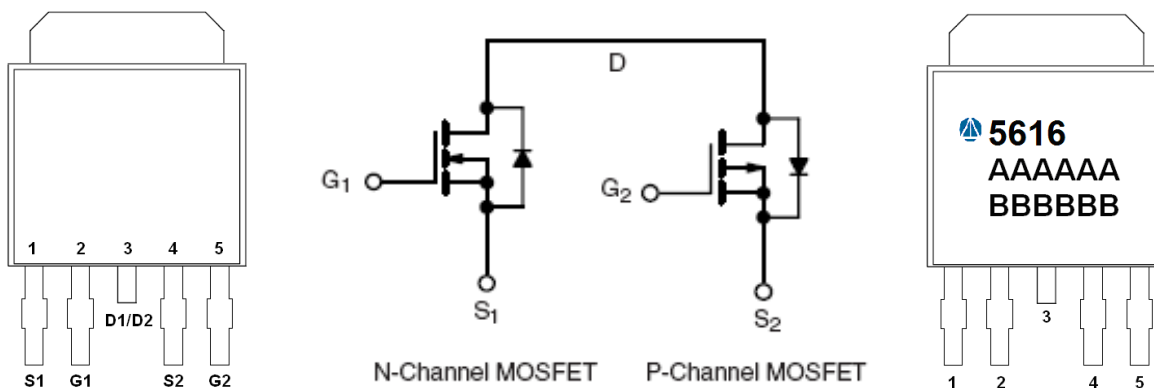 1 2 3 4 5
D1/D2
S1 G1 S2 G2
D
G1
G2
S1
S2
N-Channel MOSFET P-Channel MOSFET
5616
AAAAAA
BBBBBB
3
1 2 4 5